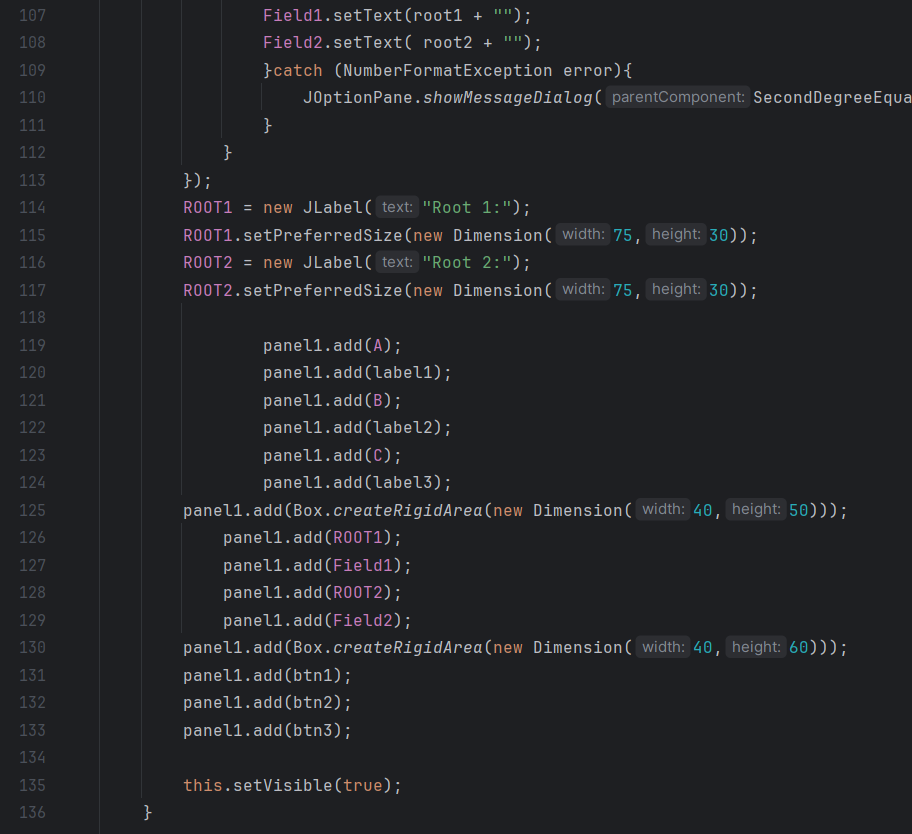 107 Field1.setText(root1 + "");
108 Field2.setText( root2 + "");
109 }catch (NumberFormatException error){
110 JOptionPane.showMessageDialog( parentComponent: SecondDegreeEqua
111 }
112 }
113 });
114 ROOT1 = new JLabel( text: "Root 1:");
115 ROOT1.setPreferredSize(new Dimension( width: 75, height: 30));
116 ROOT2 = new JLabel( text: "Root 2:");
117 ROOT2.setPreferredSize(new Dimension( width: 75, height: 30));
118
119 panel1.add(A);
120 panel1.add(label1);
121 panel1.add(B);
122 panel1.add(label2);
123 panel1.add(C);
124 panel1.add(label3);
125 panel1.add(Box.createRigidArea(new Dimension( width: 40, height: 50)));
126 panel1.add(ROOT1);
127 panel1.add(Field1);
128 panel1.add(ROOT2);
129 panel1.add(Field2);
130 panel1.add(Box.createRigidArea(new Dimension( width: 40, height: 60)));
131 panel1.add(btn1);
132 panel1.add(btn2);
133 panel1.add(btn3);
134
135 this.setVisible(true);
136 }